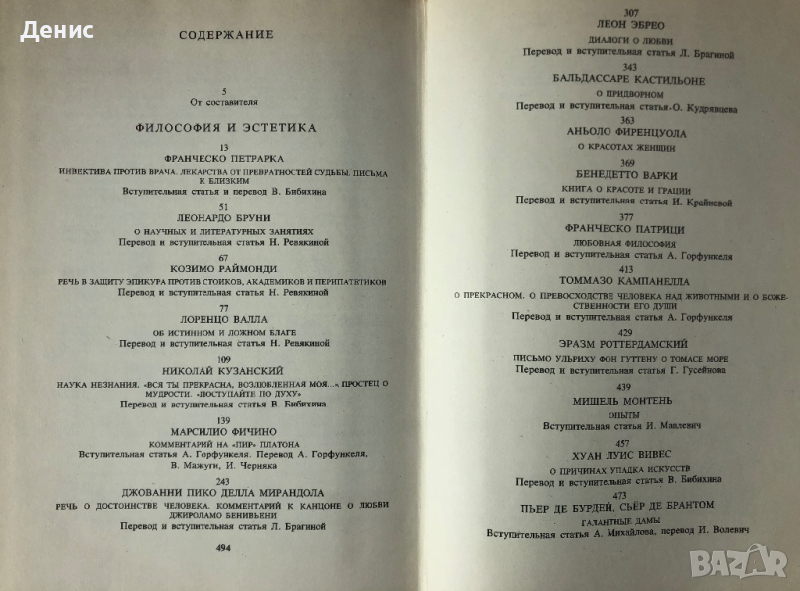 Денис
СОДЕРЖАНИЕ
5
От составителя
ФИЛОСОФИЯ И ЭСТЕТИКА
13
ФРАНЧЕСКО ПЕТРАРКА
ИНВЕКТИВА ПРОТИВ ВРАЧА. ЛЕКАРСТВА ОТ ПРЕВРАТНОСТЕЙ СУДЬБЫ. ПИСЬМА
К БЛИЗКИМ
Вступительная статья и перевод В. Бибихина
51
ЛЕОНАРДО БРУНИ
О НАУЧНЫХ И ЛИТЕРАТУРНЫХ ЗАНЯТИЯХ
Перевод и вступительная статья Н. Ревякиной
67
КОЗИМО РАЙМОНДИ
РЕЧЬ В ЗАЩИТУ ЭПИКУРА ПРОТИВ СТОИКОВ, АКАДЕМИКОВ И ПЕРИПАТЕТИКОВ
Перевод и вступительная статья Н. Ревякиной
77
ЛОРЕНЦО ВАЛЛА
ОБ ИСТИННОМ И ЛОЖНОМ БЛАГЕ
Перевод и вступительная статья Н. Ревякиной
109
НИКОЛАЙ КУЗАНСКИЙ
НАУКА НЕЗНАНИЯ. «ВСЯ ТЫ ПРЕКРАСНА, ВОЗЛЮБЛЕННАЯ МОЯ...». ПРОСТЕЦ О
МУДРОСТИ. «ПОСТУПАЙТЕ ПО ДУХУ»
Перевод и вступительная статья В. Бибихина
139
МАРСИЛИО ФИЧИНО
КОММЕНТАРИЙ НА «ПИР» ПЛАТОНА
Вступительная статья А. Горфункеля. Перевод А. Горфункеля,
В. Мажуги, И. Черняка
243
ДЖОВАННИ ПИКО ДЕЛЛА МИРАНДОЛА
РЕЧЬ О ДОСТОИНСТВЕ ЧЕЛОВЕКА. КОММЕНТАРИЙ К КАНЦОНЕ О ЛЮБВИ
ДЖИРОЛАМО БЕНИВЬЕНИ
Перевод и вступительная статья Л. Брагиной
494
307
ЛЕОН ЭБРЕО
ДИАЛОГИ О ЛЮБВИ
Перевод и вступительная статья Л. Брагиной
343
БАЛЬДАССАРЕ КАСТИЛЬОНЕ
О ПРИДВОРНОМ
Перевод и вступительная статья О. Кудрявцева
363
АНЬОЛО ФИРЕНЦУОЛА
О КРАСОТАХ ЖЕНЩИН
369
БЕНЕДЕТТО ВАРКИ
КНИГА О КРАСОТЕ И ГРАЦИИ
Перевод и вступительная статья И. Крайневой
377
ФРАНЧЕСКО ПАТРИЦИ
ЛЮБОВНАЯ ФИЛОСОФИЯ
Перевод и вступительная статья А. Горфункеля
413
ТОММАЗО КАМПАНЕЛЛА
О ПРЕКРАСНОМ. О ПРЕВОСХОДСТВЕ ЧЕЛОВЕКА НАД ЖИВОТНЫМИ И О БОЖЕ-
СТВЕННОСТИ ЕГО ДУШИ
Перевод и вступительная статья А. Горфункеля
429
ЭРАЗМ РОТТЕРДАМСКИЙ
ПИСЬМО УЛЬРИХУ ФОН ГУТТЕНУ О ТОМАСЕ МОРЕ
Перевод и вступительная статья Г. Гусейнова
439
МИШЕЛЬ МОНТЕНЬ
ОПЫТЫ
Вступительная статья И. Маплевич
457
ХУАН ЛУИС ВИВЕС
О ПРИЧИНАХ УПАДКА ИСКУССТВ
Перевод и вступительная статья В. Бибихина
473
ПЬЕР ДЕ БУРДЕЙ, СЬЁР ДЕ БРАНТОМ
ГАЛАНТНЫЕ ДАМЫ
Вступительная статья А. Михайлова, перевод И. Волевич
BAZAR